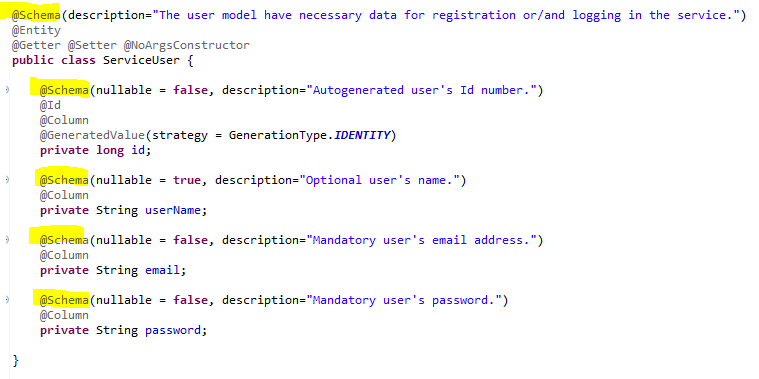 @Schema(description="The user model have necessary data for registration or/and logging in the service.")
@Entity
@Getter @Setter @NoArgsConstructor
public class ServiceUser {
@Schema(nullable = false, description="Autogenerated user's Id number.")
@Id
@Column
@GeneratedValue(strategy = GenerationType.IDENTITY)
private long id;
@Schema(nullable = true, description="Optional user's name.")
@Column
private String userName;
@Schema(nullable = false, description="Mandatory user's email address.")
@Column
private String email;
@Schema(nullable = false, description="Mandatory user's password.")
@Column
private String password;
}